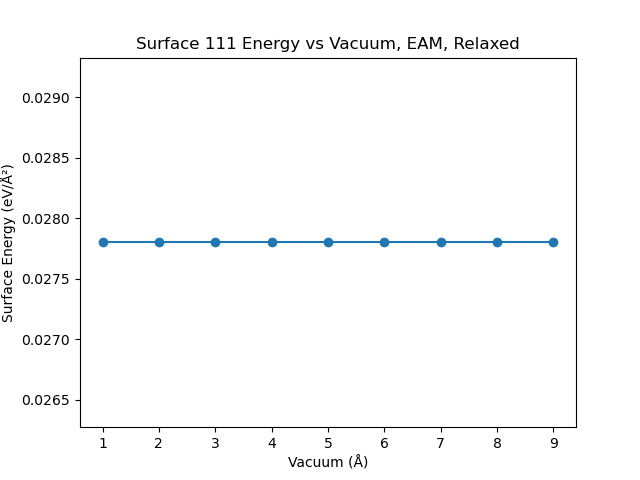 Surface 111 Energy vs Vacuum, EAM, Relaxed
Surface Energy (eV/Å²)
0.0290
0.0285
0.0280
0.0275
0.0270
0.0265
1 2 3 4 5 6 7 8 9
Vacuum (Å)